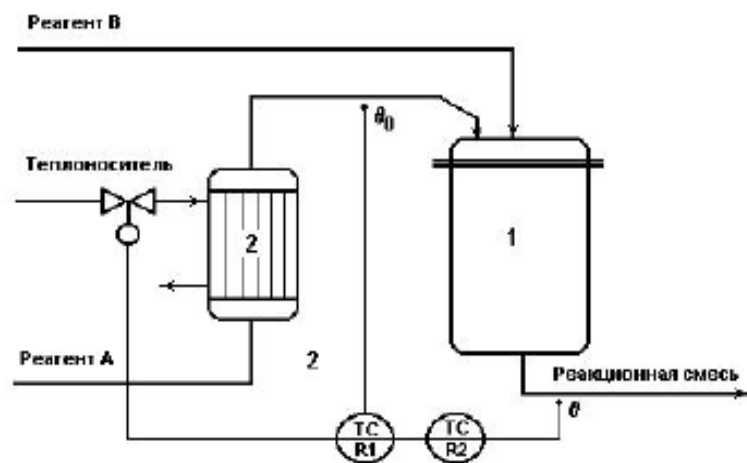 Реагент В
θ₀
Теплоноситель
2
1
Реагент А
2
Реакционная смесь
θ
TC
R1
TC
R2